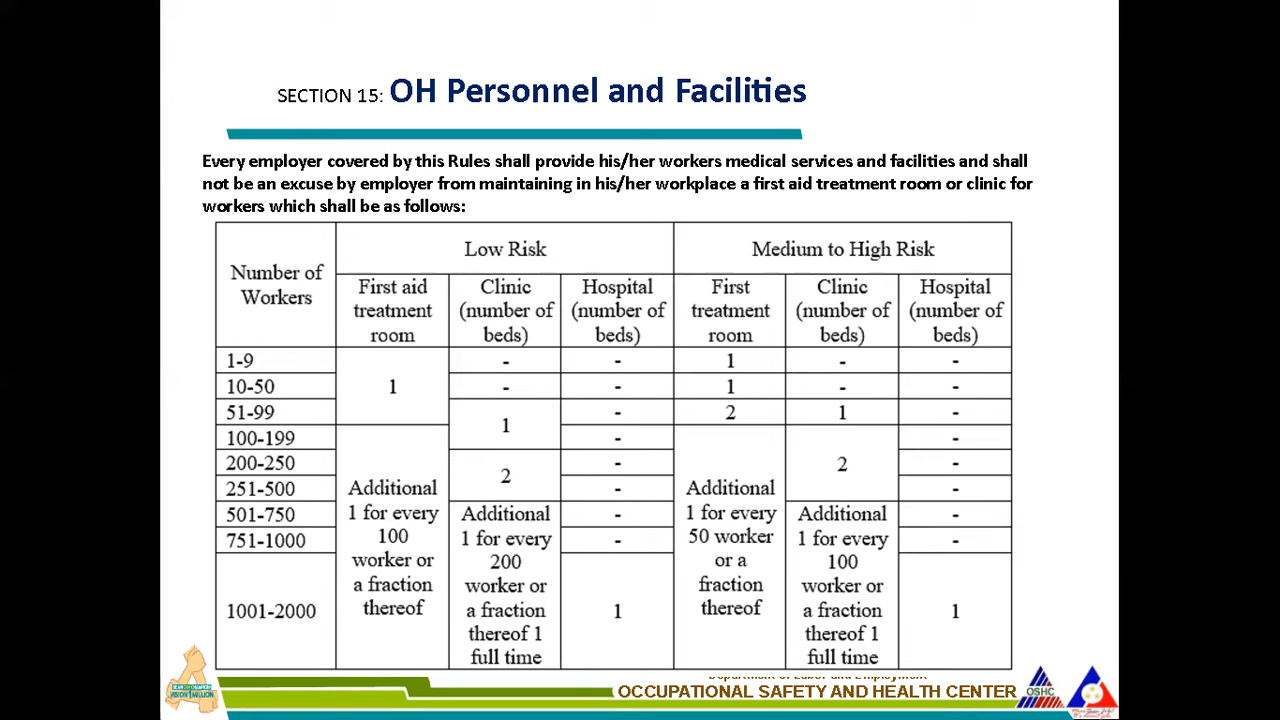 SECTION 15: OH Personnel and Facilities
Every employer covered by this Rules shall provide his/her workers medical services and facilities and shall
not be an excuse by employer from maintaining in his/her workplace a first aid treatment room or clinic for
workers which shall be as follows:
Number of Workers
Low Risk
Medium to High Risk
First aid treatment room
Clinic (number of beds)
Hospital (number of beds)
First treatment room
Clinic (number of beds)
Hospital (number of beds)
1-9 1 - - 1 - -
10-50 - - 1 - -
51-99 1 - 2 1 -
100-199 Additional 1 for every 100 worker or a fraction thereof - Additional 1 for every 50 worker or a fraction thereof 2 -
200-250 2 - -
251-500 - -
501-750 Additional 1 for every 200 worker or a fraction thereof 1 full time - Additional 1 for every 100 worker or a fraction thereof 1 full time -
751-1000 - -
1001-2000 1 1
Department of Labor and Employment
OCCUPATIONAL SAFETY AND HEALTH CENTER
OSHC